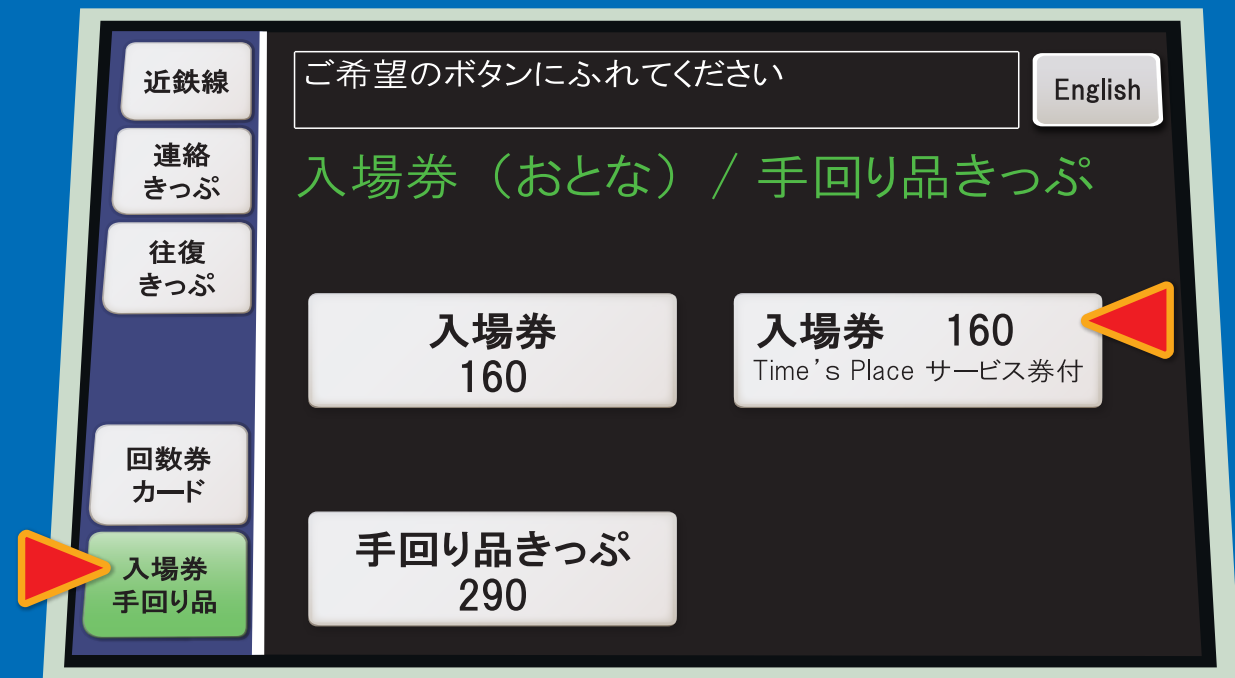 近鉄線
連絡
きっぷ
往復
きっぷ
回数券
カード
入場券
手回り品
ご希望のボタンにふれてください
English
入場券（おとな）/ 手回り品きっぷ
入場券
160
入場券 160
Time's Place サービス券付
手回り品きっぷ
290